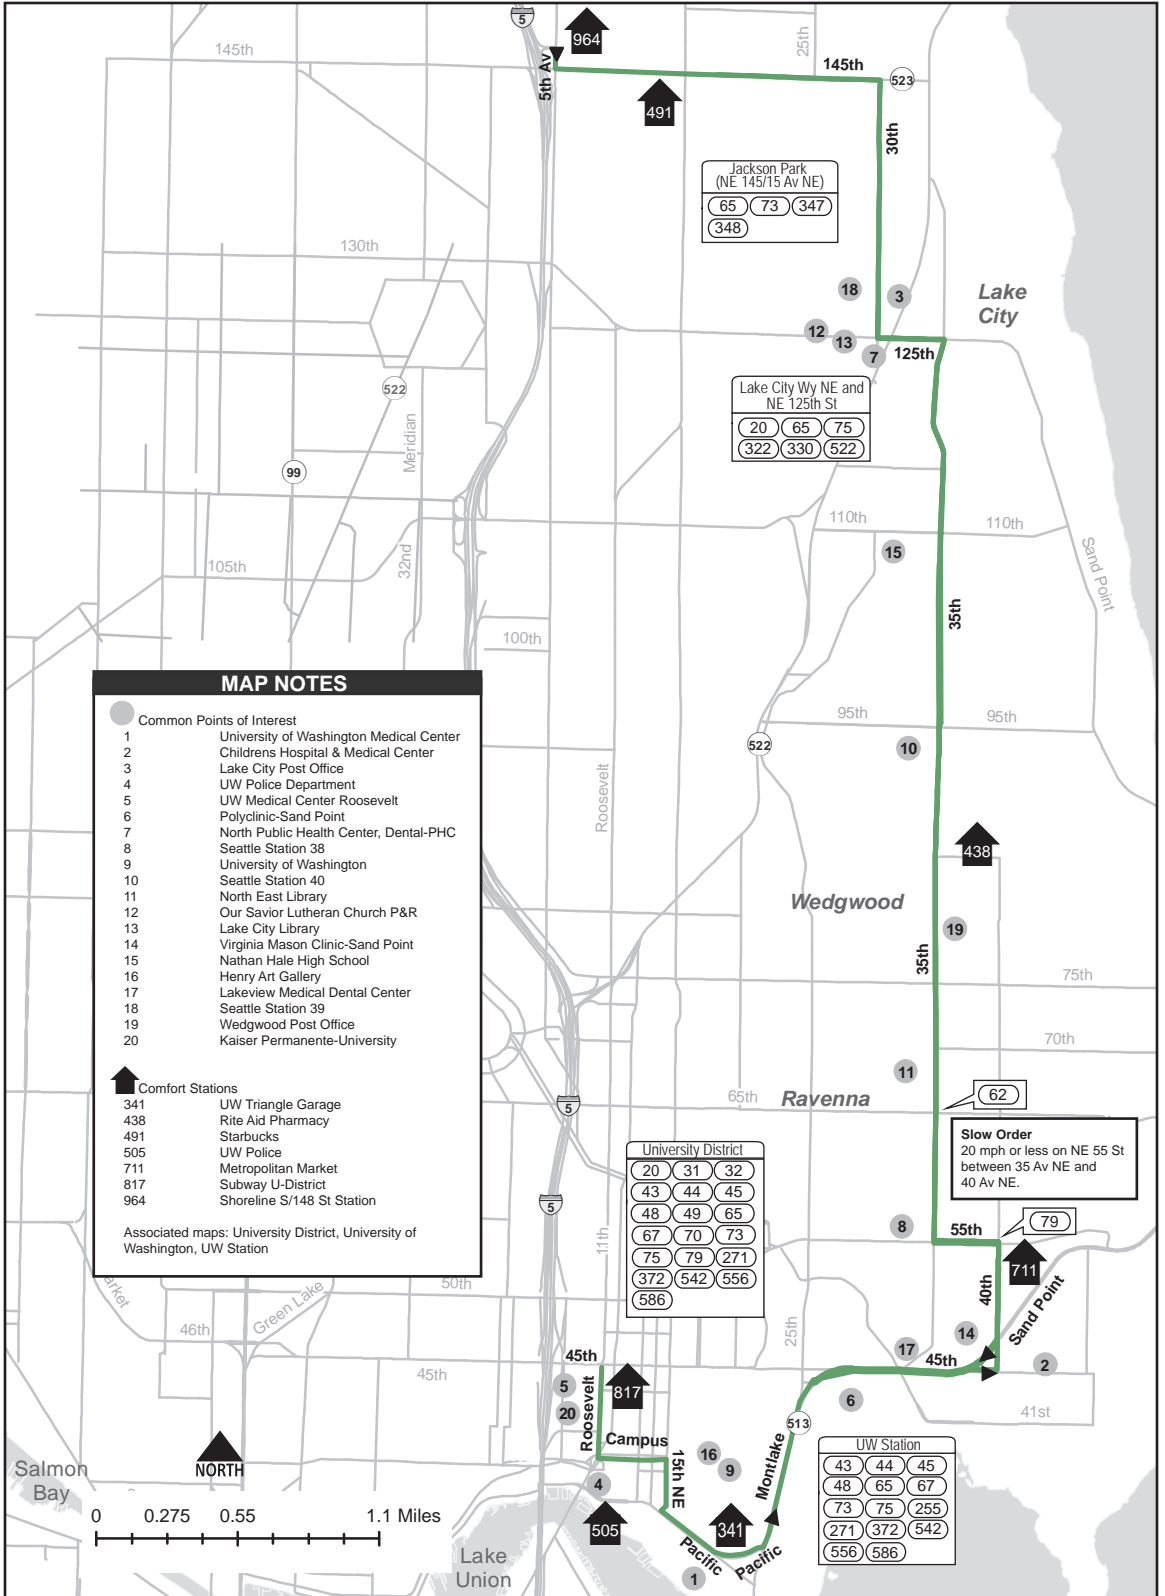 5
964
25th
145th
5th Av
145th
523
491
30th
Jackson Park
(NE 145/15 Av NE)
65 73 347
348
130th
18
3
Lake
City
12
13
7
125th
522
Lake City Wy NE and
NE 125th St
20 65 75
322 330 522
Meridian
99
110th
110th
15
Sand Point
32nd
105th
35th
100th
95th
95th
522
10
Roosevelt
438
Wedgwood
19
35th
75th
70th
11
65th
Ravenna
62
5
Slow Order
20 mph or less on NE 55 St
between 35 Av NE and
40 Av NE.
MAP NOTES
Common Points of Interest
1 University of Washington Medical Center
2 Childrens Hospital & Medical Center
3 Lake City Post Office
4 UW Police Department
5 UW Medical Center Roosevelt
6 Polyclinic-Sand Point
7 North Public Health Center, Dental-PHC
8 Seattle Station 38
9 University of Washington
10 Seattle Station 40
11 North East Library
12 Our Savior Lutheran Church P&R
13 Lake City Library
14 Virginia Mason Clinic-Sand Point
15 Nathan Hale High School
16 Henry Art Gallery
17 Lakeview Medical Dental Center
18 Seattle Station 39
19 Wedgwood Post Office
20 Kaiser Permanente-University
Comfort Stations
341 UW Triangle Garage
438 Rite Aid Pharmacy
491 Starbucks
505 UW Police
711 Metropolitan Market
817 Subway U-District
964 Shoreline S/148 St Station
Associated maps: University District, University of
Washington, UW Station
University District
20 31 32
43 44 45
48 49 65
67 70 73
75 79 271
372 542 556
586
5
11th
8
55th
79
711
40th
Sand Point
arket
50th
Green Lake
46th
25th
14
17
45th
45th
45th
2
5
Roosevelt
817
6
41st
20
513
Campus
16
9
15th NE
Montlake
UW Station
43 44 45
48 65 67
73 75 255
271 372 542
556 586
NORTH
Salmon
Bay
4
505
341
Pacific
Pacific
1
0 0.275 0.55 1.1 Miles
Lake
Union